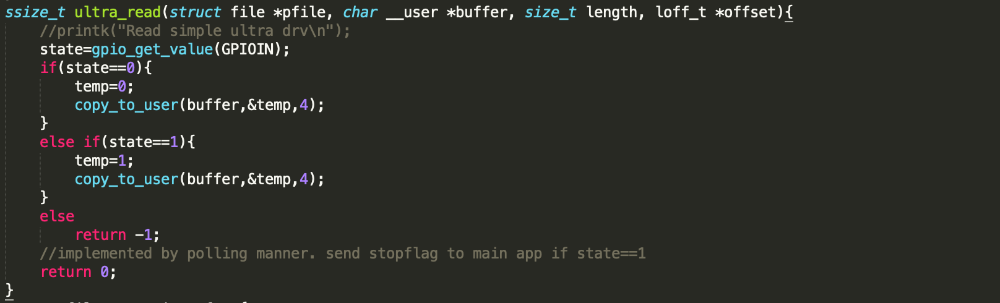 ssize_t ultra_read(struct file *pfile, char __user *buffer, size_t length, loff_t *offset){
    //printk("Read simple ultra drv\n");
    state=gpio_get_value(GPIOIN);
    if(state==0){
        temp=0;
        copy_to_user(buffer,&temp,4);
    }
    else if(state==1){
        temp=1;
        copy_to_user(buffer,&temp,4);
    }
    else
        return -1;
    //implemented by polling manner. send stopflag to main app if state==1
    return 0;
}